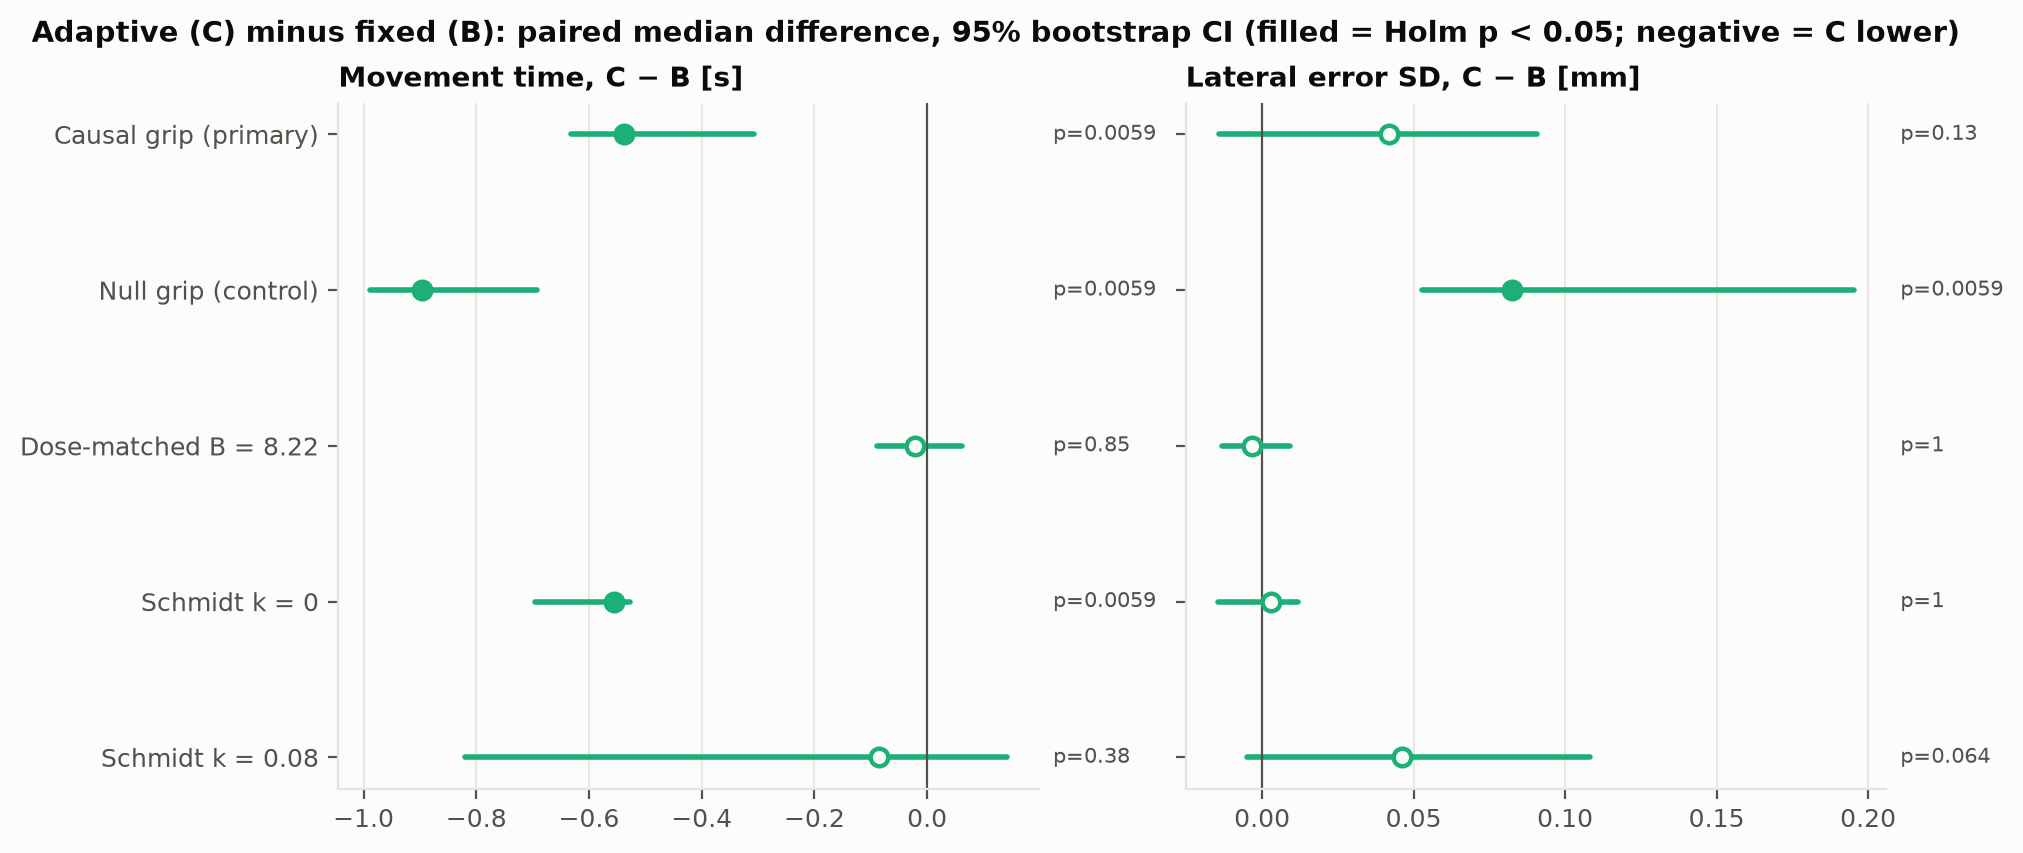 Adaptive (C) minus fixed (B): paired median difference, 95% bootstrap CI (filled = Holm p < 0.05; negative = C lower)
Movement time, C − B [s]
Lateral error SD, C − B [mm]
Causal grip (primary)
p=0.0059
p=0.13
Null grip (control)
p=0.0059
p=0.0059
Dose-matched B = 8.22
p=0.85
p=1
Schmidt k = 0
p=0.0059
p=1
Schmidt k = 0.08
p=0.38
p=0.064
−1.0 −0.8 −0.6 −0.4 −0.2 0.0
0.00 0.05 0.10 0.15 0.20